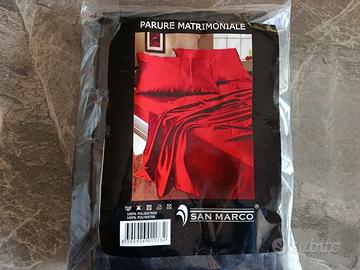 PARURE MATRIMONIALE
100% POLIESTERE
100% POLYESTER
SAN MARCO
subito